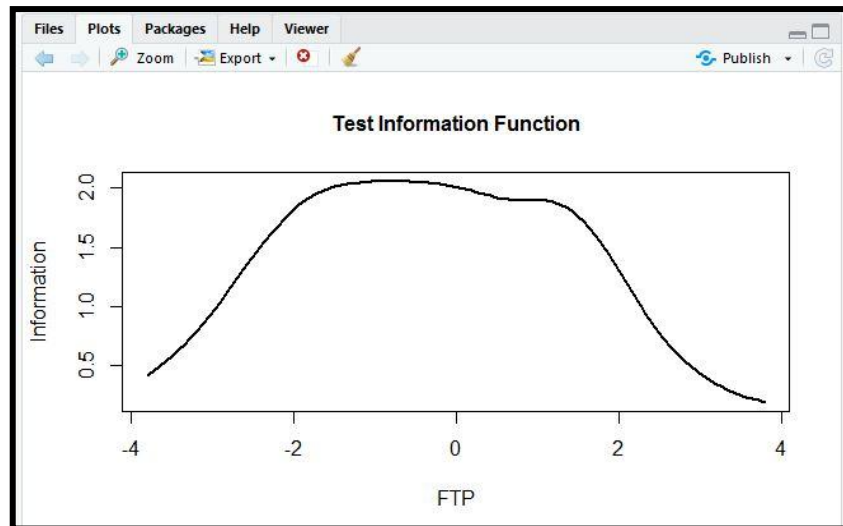 Files Plots Packages Help Viewer
Zoom Export Publish
Test Information Function
Information
2.0
1.5
1.0
0.5
-4 -2 0 2 4
FTP